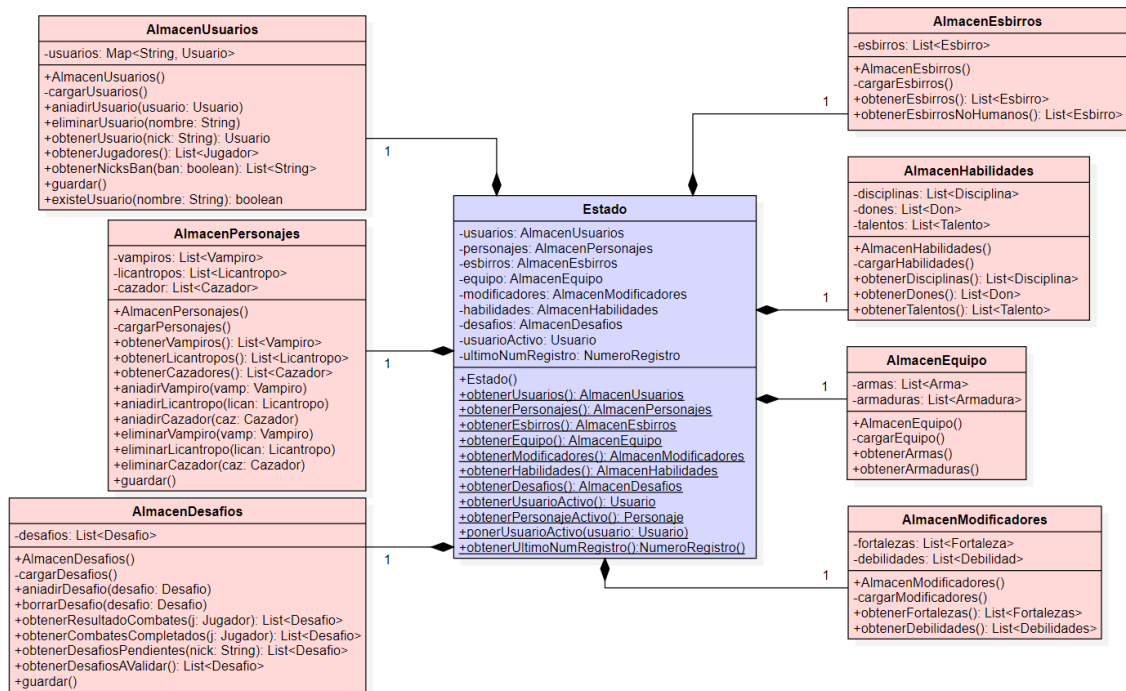 AlmacenUsuarios
-usuarios: Map<String, Usuario>
+AlmacenUsuarios()
-cargarUsuarios()
+aniadirUsuario(usuario: Usuario)
+eliminarUsuario(nombre: String)
+obtenerUsuario(nick: String): Usuario
+obtenerJugadores(): List<Jugador>
+obtenerNicksBan(ban: boolean): List<String>
+guardar()
+existeUsuario(nombre: String): boolean
1
AlmacenPersonajes
-vampiros: List<Vampiro>
-licantropos: List<Licantropo>
-cazador: List<Cazador>
+AlmacenPersonajes()
-cargarPersonajes()
+obtenerVampiros(): List<Vampiro>
+obtenerLicantropos(): List<Licantropo>
+obtenerCazadores(): List<Cazador>
+aniadirVampiro(vamp: Vampiro)
+aniadirLicantropo(lican: Licantropo)
+aniadirCazador(caz: Cazador)
+eliminarVampiro(vamp: Vampiro)
+eliminarLicantropo(lican: Licantropo)
+eliminarCazador(caz: Cazador)
+guardar()
1
AlmacenDesafios
-desafios: List<Desafio>
+AlmacenDesafios()
-cargarDesafios()
+aniadirDesafio(desafio: Desafio)
+borrarDesafio(desafio: Desafio)
+obtenerResultadoCombates(j: Jugador): List<Desafio>
+obtenerCombatesCompletados(j: Jugador): List<Desafio>
+obtenerDesafiosPendientes(nick: String): List<Desafio>
+obtenerDesafiosAValidar(): List<Desafio>
+guardar()
1
Estado
-usuarios: AlmacenUsuarios
-personajes: AlmacenPersonajes
-esbirros: AlmacenEsbirros
-equipo: AlmacenEquipo
-modificadores: AlmacenModificadores
-habilidades: AlmacenHabilidades
-desafios: AlmacenDesafios
-usuarioActivo: Usuario
-ultimoNumRegistro: NumeroRegistro
+Estado()
+obtenerUsuarios(): AlmacenUsuarios
+obtenerPersonajes(): AlmacenPersonajes
+obtenerEsbirros(): AlmacenEsbirros
+obtenerEquipo(): AlmacenEquipo
+obtenerModificadores(): AlmacenModificadores
+obtenerHabilidades(): AlmacenHabilidades
+obtenerDesafios(): AlmacenDesafios
+obtenerUsuarioActivo(): Usuario
+obtenerPersonajeActivo(): Personaje
+ponerUsuarioActivo(usuario: Usuario)
+obtenerUltimoNumRegistro():NumeroRegistro()
AlmacenEsbirros
-esbirros: List<Esbirro>
+AlmacenEsbirros()
-cargarEsbirros()
+obtenerEsbirros(): List<Esbirro>
+obtenerEsbirrosNoHumanos(): List<Esbirro>
1
AlmacenHabilidades
-disciplinas: List<Disciplina>
-dones: List<Don>
-talentos: List<Talento>
+AlmacenHabilidades()
-cargarHabilidades()
+obtenerDisciplinas(): List<Disciplina>
+obtenerDones(): List<Don>
+obtenerTalentos(): List<Talento>
1
AlmacenEquipo
-armas: List<Arma>
-armaduras: List<Armadura>
+AlmacenEquipo()
-cargarEquipo()
+obtenerArmas()
+obtenerArmaduras()
1
AlmacenModificadores
-fortalezas: List<Fortaleza>
-debilidades: List<Debilidad>
+AlmacenModificadores()
-cargarModificadores()
+obtenerFortalezas(): List<Fortalezas>
+obtenerDebilidades(): List<Debilidades>
1